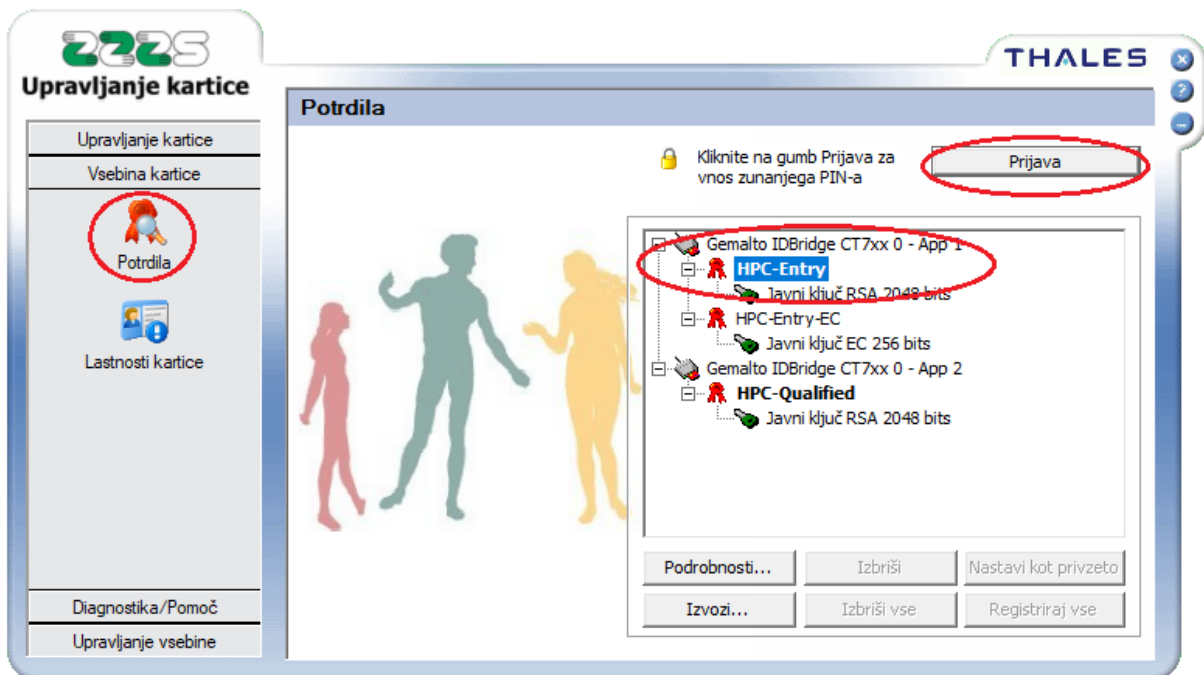 ZZZS
Upravljanje kartice
THALES
Potrdila
Upravljanje kartice
Vsebina kartice
Potrdila
Lastnosti kartice
Diagnostika/Pomoč
Upravljanje vsebine
Kliknite na gumb Prijava za
vnos zunanjega PIN-a
Prijava
Gemalto IDBridge CT7xx 0 - App 1
HPC-Entry
Javni ključ RSA 2048 bits
HPC-Entry-EC
Javni ključ EC 256 bits
Gemalto IDBridge CT7xx 0 - App 2
HPC-Qualified
Javni ključ RSA 2048 bits
Podrobnosti...
Izbriši
Nastavi kot privzeto
Izvozi...
Izbriši vse
Registriraj vse